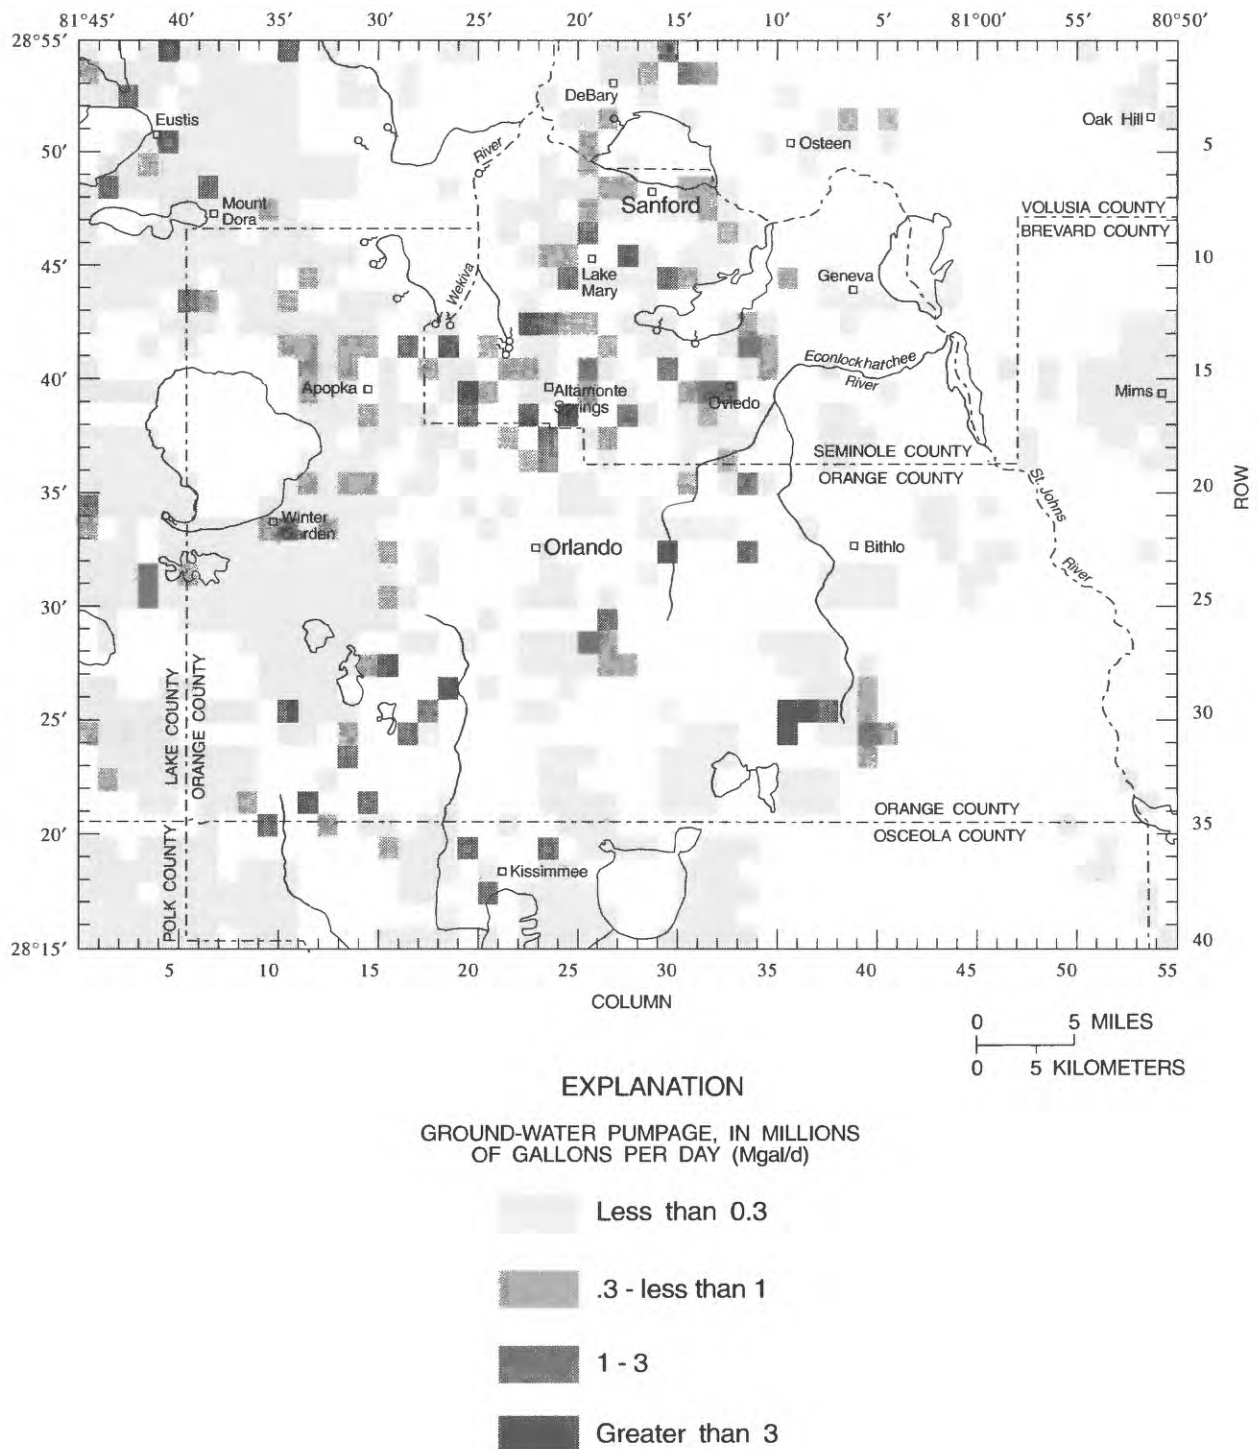 81°45′ 40′ 35′ 30′ 25′ 20′ 15′ 10′ 5′ 81°00′ 55′ 80°50′
28°55′
DeBary
Eustis
Oak Hill
Osteen
5
50′
River
Mount
Dora
Sanford
VOLUSIA COUNTY
BREVARD COUNTY
45′
Lake
Mary
Geneva
10
Wekiva
Econlockhatchee
River
40′
Apopka
Altamonte
Springs
Oviedo
Mims
15
SEMINOLE COUNTY
ORANGE COUNTY
35′
St. Johns
River
20
ROW
Winter
Garden
Orlando
Bithlo
30′
25
LAKE COUNTY
ORANGE COUNTY
25′
30
ORANGE COUNTY
OSCEOLA COUNTY
20′
35
POLK COUNTY
Kissimmee
28°15′
40
5 10 15 20 25 30 35 40 45 50 55
COLUMN
0 5 MILES
0 5 KILOMETERS
EXPLANATION
GROUND-WATER PUMPAGE, IN MILLIONS
OF GALLONS PER DAY (Mgal/d)
Less than 0.3
.3 - less than 1
1 - 3
Greater than 3